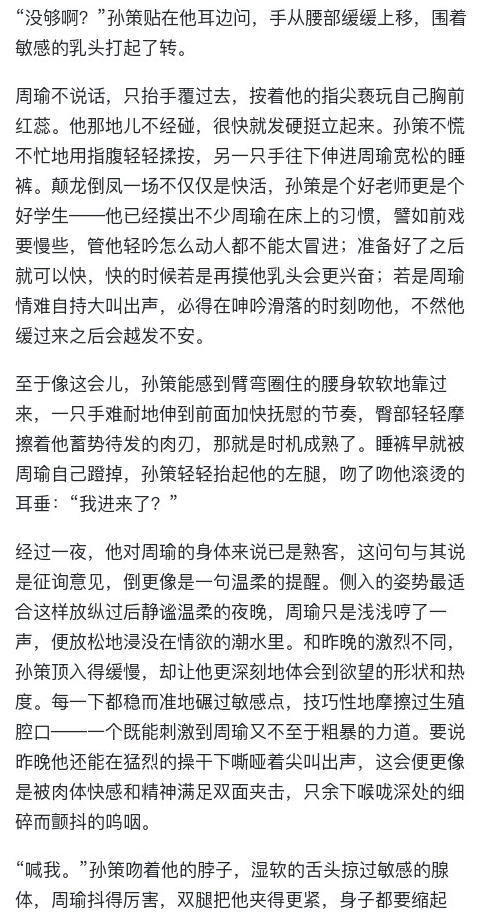 “没够啊？”孙策贴在他耳边问，手从腰部缓缓上移，围着
敏感的乳头打起了转。
周瑜不说话，只抬手覆过去，按着他的指尖亵玩自己胸前
红蕊。他那地儿不经碰，很快就发硬挺立起来。孙策不慌
不忙地用指腹轻轻揉按，另一只手往下伸进周瑜宽松的睡
裤。颠龙倒凤一场不仅仅是快活，孙策是个好老师更是个
好学生——他已经摸出不少周瑜在床上的习惯，譬如前戏
要慢些，管他轻吟怎么动人都不能太冒进；准备好了之后
就可以快，快的时候若是再摸他乳头会更兴奋；若是周瑜
情难自持大叫出声，必得在呻吟滑落的时刻吻他，不然他
缓过来之后会越发不安。
至于像这会儿，孙策能感到臂弯圈住的腰身软软地靠过
来，一只手难耐地伸到前面加快抚慰的节奏，臀部轻轻摩
擦着他蓄势待发的肉刃，那就是时机成熟了。睡裤早就被
周瑜自己蹬掉，孙策轻轻抬起他的左腿，吻了吻他滚烫的
耳垂：“我进来了？”
经过一夜，他对周瑜的身体来说已是熟客，这问句与其说
是征询意见，倒更像是一句温柔的提醒。侧入的姿势最适
合这样放纵过后静谧温柔的夜晚，周瑜只是浅浅哼了一
声，便放松地浸没在情欲的潮水里。和昨晚的激烈不同，
孙策顶入得缓慢，却让他更深刻地体会到欲望的形状和热
度。每一下都稳而准地碾过敏感点，技巧性地摩擦过生殖
腔口——一个既能刺激到周瑜又不至于粗暴的力道。要说
昨晚他还能在猛烈的操干下嘶哑着尖叫出声，这会便更像
是被肉体快感和精神满足双面夹击，只余下喉咙深处的细
碎而颤抖的呜咽。
“喊我。”孙策吻着他的脖子，湿软的舌头掠过敏感的腺
体，周瑜抖得厉害，双腿把他夹得更紧，身子都要缩起